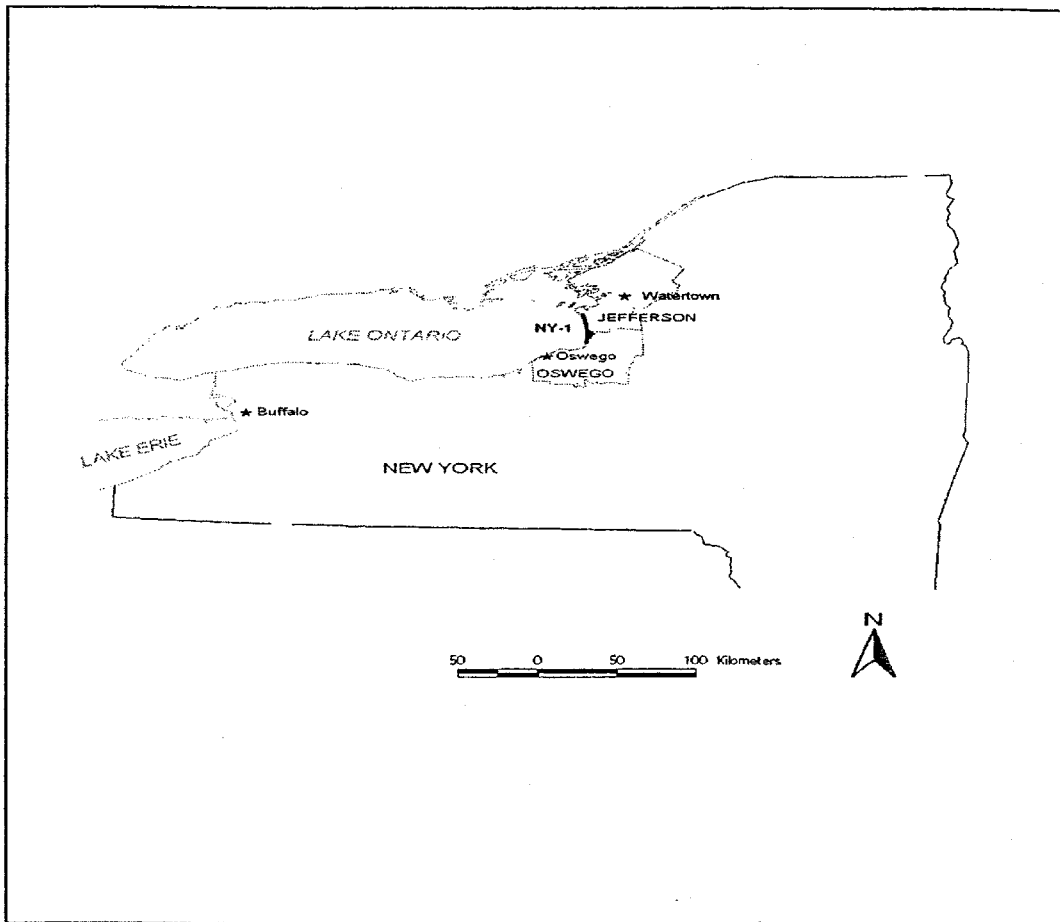 ★ Watertown
JEFFERSON
NY-1
LAKE ONTARIO
★ Oswego
OSWEGO
★ Buffalo
LAKE ERIE
NEW YORK
N
50 0 50 100 Kilometers